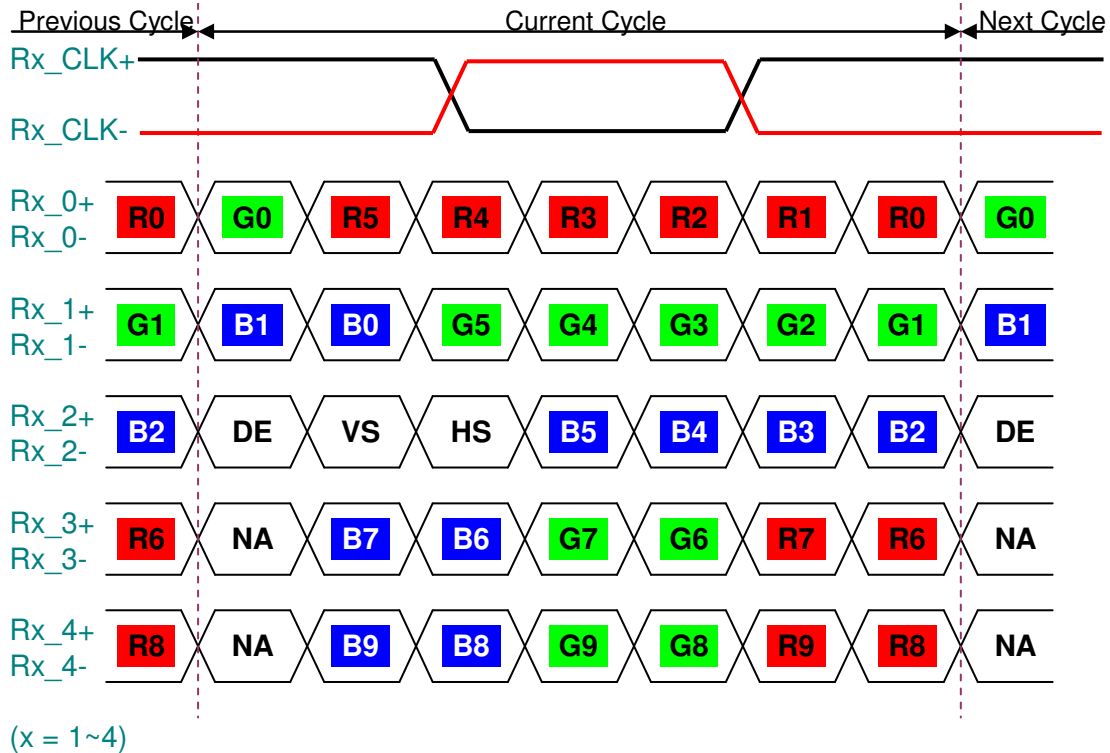 Previous Cycle Current Cycle Next Cycle
Rx_CLK+
Rx_CLK-
Rx_0+
Rx_0-
R0 G0 R5 R4 R3 R2 R1 R0 G0
Rx_1+
Rx_1-
G1 B1 B0 G5 G4 G3 G2 G1 B1
Rx_2+
Rx_2-
B2 DE VS HS B5 B4 B3 B2 DE
Rx_3+
Rx_3-
R6 NA B7 B6 G7 G6 R7 R6 NA
Rx_4+
Rx_4-
R8 NA B9 B8 G9 G8 R9 R8 NA
(x = 1~4)